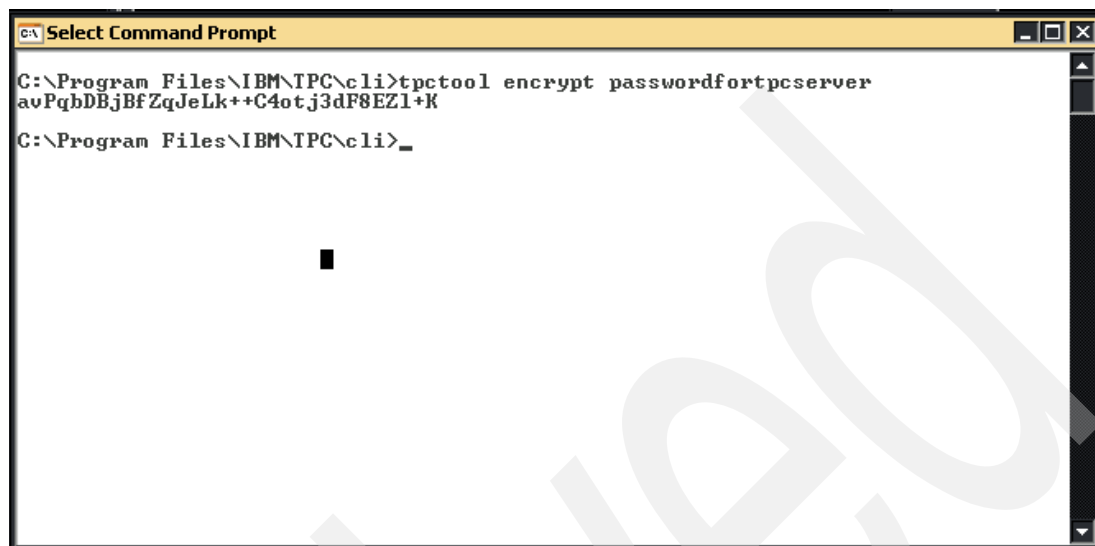 Select Command Prompt
C:\Program Files\IBM\TPC\cli>tpctool encrypt passwordfortpcserver
avPqbDBjBfZqJeLk++C4otj3dF8EZl+K
C:\Program Files\IBM\TPC\cli>_